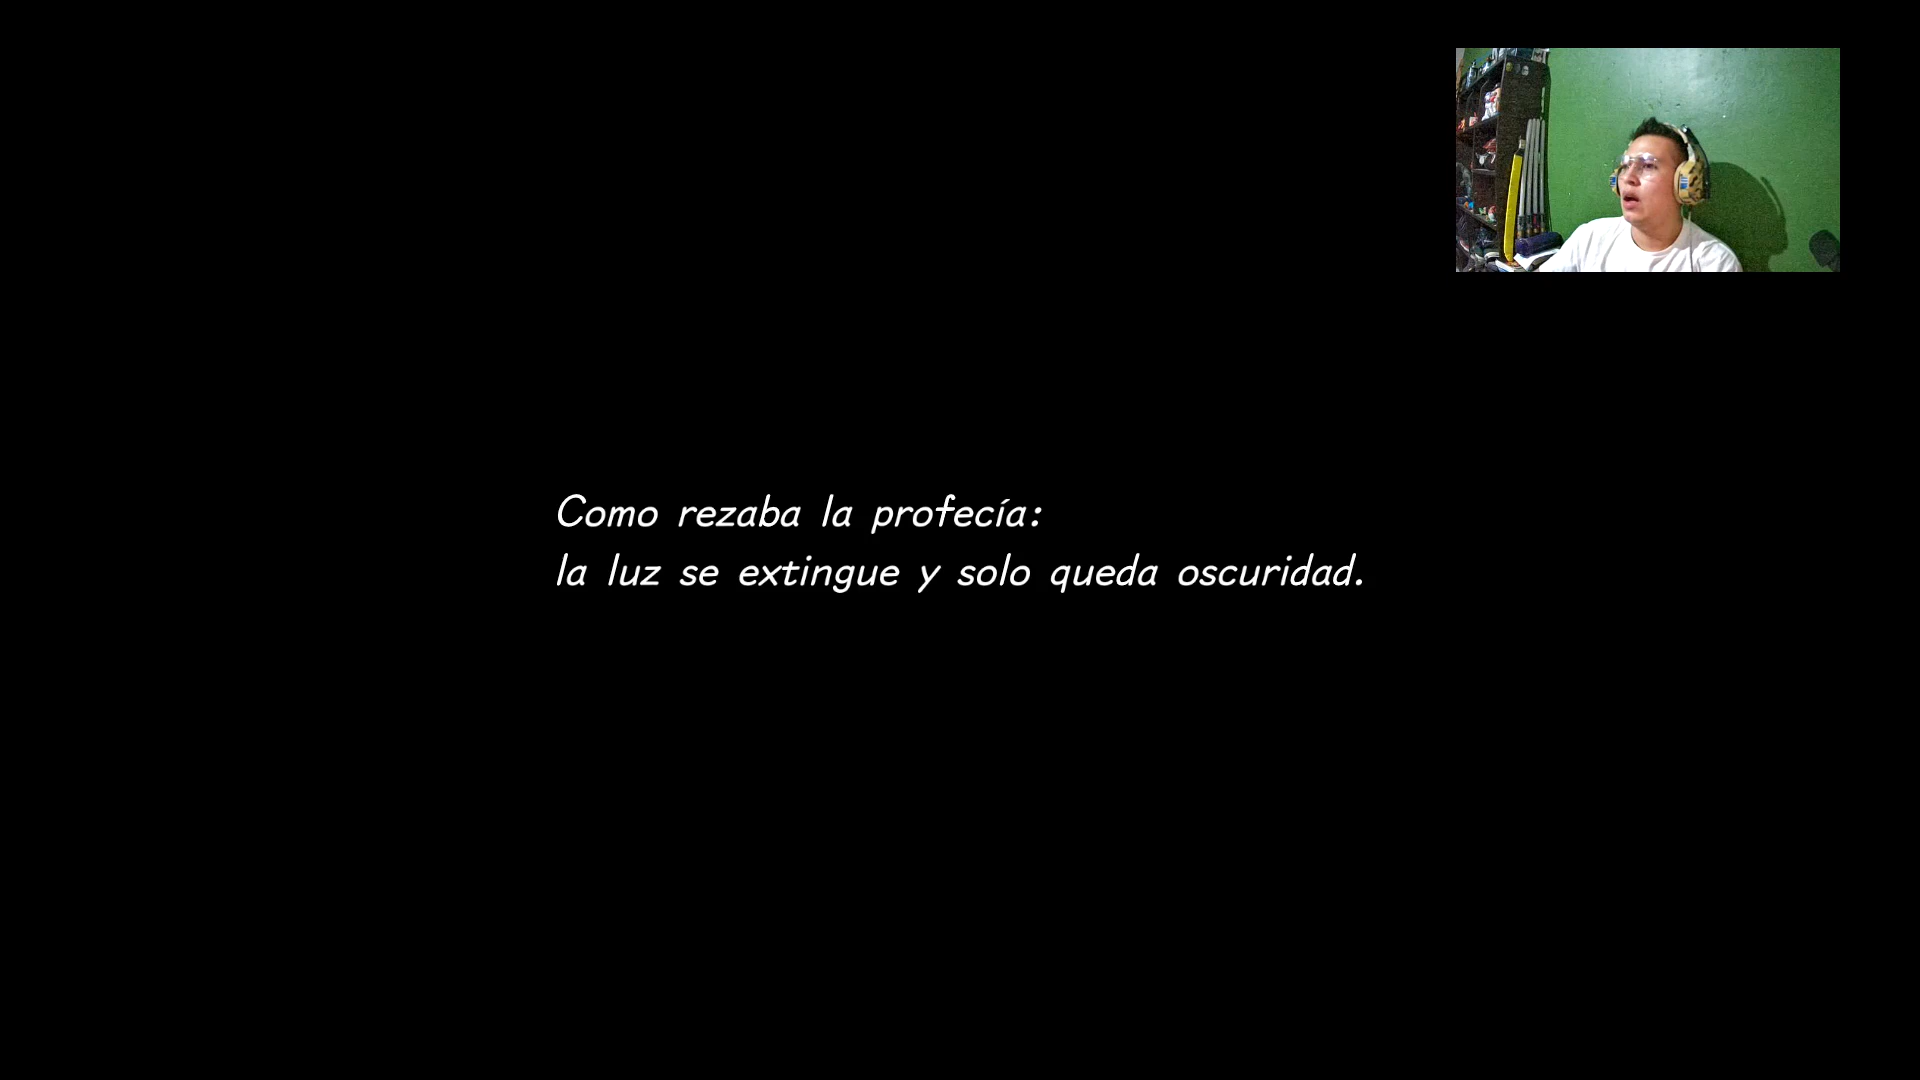 Como rezaba la profecía:
la luz se extingue y solo queda oscuridad.